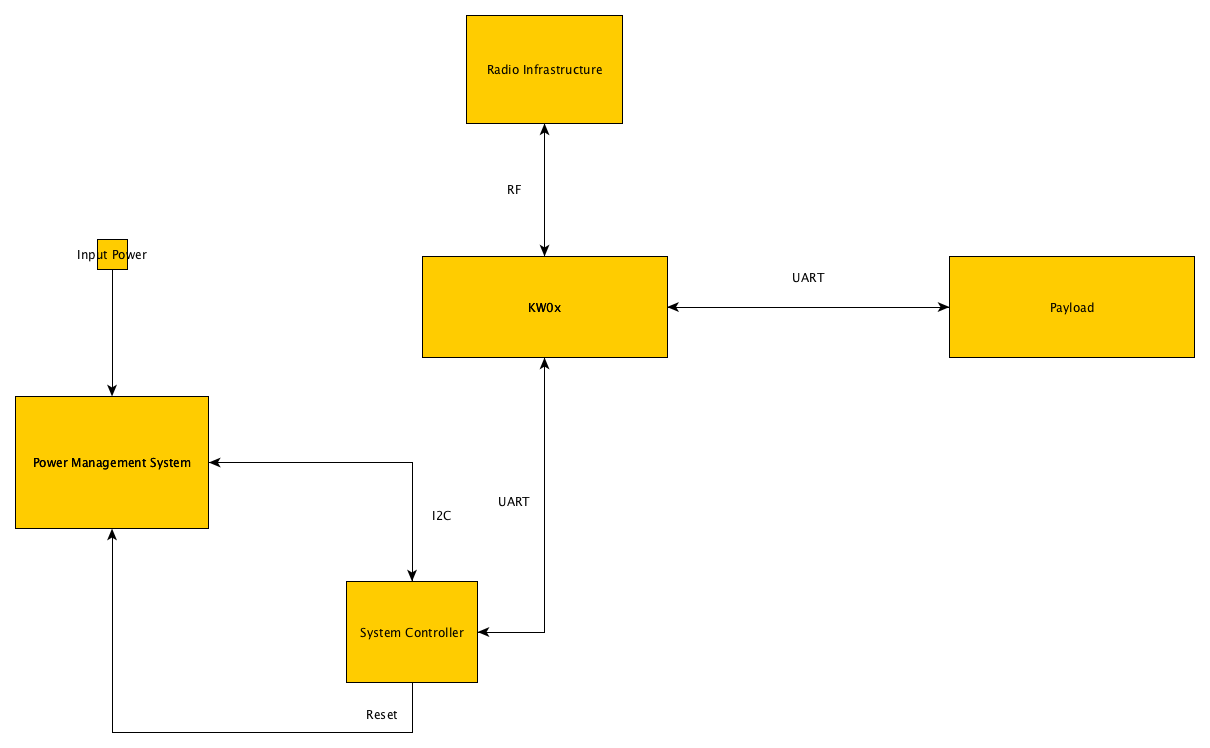 Radio Infrastructure
RF
Input Power
UART
KW0x
Payload
Power Management System
UART
I2C
System Controller
Reset